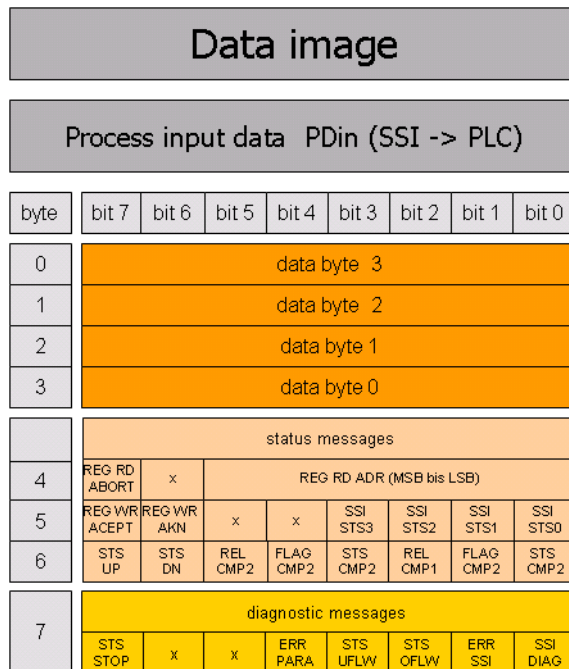 Data image
Process input data PDin (SSI -> PLC)
byte bit 7 bit 6 bit 5 bit 4 bit 3 bit 2 bit 1 bit 0
0 data byte 3
1 data byte 2
2 data byte 1
3 data byte 0
status messages
4 REG RD ABORT x REG RD ADR (MSB bis LSB)
5 REG WR ACEPT REG WR AKN x x SSI STS3 SSI STS2 SSI STS1 SSI STS0
6 STS UP STS DN REL CMP2 FLAG CMP2 STS CMP2 REL CMP1 FLAG CMP2 STS CMP2
7 diagnostic messages
STS STOP x x ERR PARA STS UFLW STS OFLW ERR SSI SSI DIAG